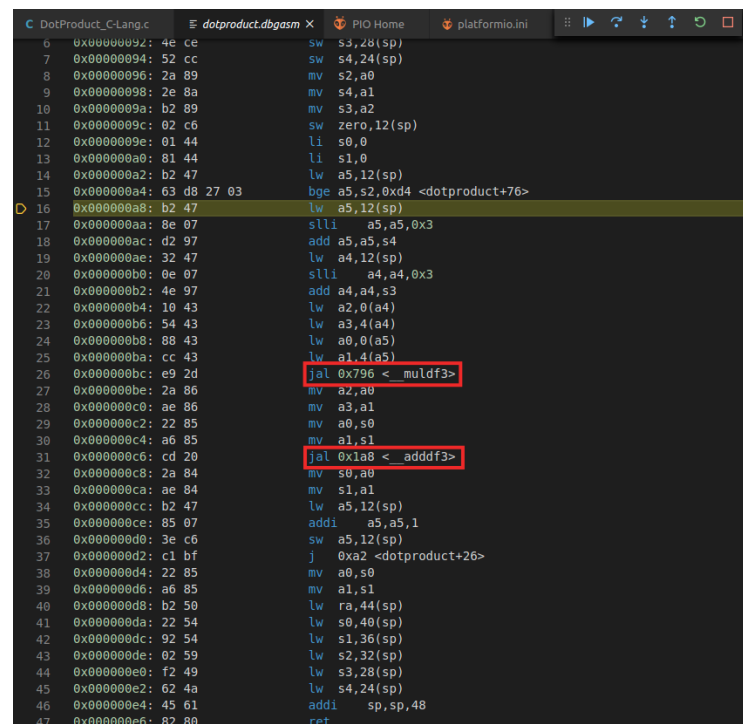 C DotProduct_C-Lang.c dotproduct.dbgasm × PIO Home platformio.ini
6 0x00000092: 4e ce sw s3,28(sp)
7 0x00000094: 52 cc sw s4,24(sp)
8 0x00000096: 2a 89 mv s2,a0
9 0x00000098: 2e 8a mv s4,a1
10 0x0000009a: b2 89 mv s3,a2
11 0x0000009c: 02 c6 sw zero,12(sp)
12 0x0000009e: 01 44 li s0,0
13 0x000000a0: 81 44 li s1,0
14 0x000000a2: b2 47 lw a5,12(sp)
15 0x000000a4: 63 d8 27 03 bge a5,s2,0xd4 <dotproduct+76>
16 0x000000a8: b2 47 lw a5,12(sp)
17 0x000000aa: 8e 07 slli a5,a5,0x3
18 0x000000ac: d2 97 add a5,a5,s4
19 0x000000ae: 32 47 lw a4,12(sp)
20 0x000000b0: 0e 07 slli a4,a4,0x3
21 0x000000b2: 4e 97 add a4,a4,s3
22 0x000000b4: 10 43 lw a2,0(a4)
23 0x000000b6: 54 43 lw a3,4(a4)
24 0x000000b8: 88 43 lw a0,0(a5)
25 0x000000ba: cc 43 lw a1,4(a5)
26 0x000000bc: e9 2d jal 0x796 <__muldf3>
27 0x000000be: 2a 86 mv a2,a0
28 0x000000c0: ae 86 mv a3,a1
29 0x000000c2: 22 85 mv a0,s0
30 0x000000c4: a6 85 mv a1,s1
31 0x000000c6: cd 20 jal 0x1a8 <__adddf3>
32 0x000000c8: 2a 84 mv s0,a0
33 0x000000ca: ae 84 mv s1,a1
34 0x000000cc: b2 47 lw a5,12(sp)
35 0x000000ce: 85 07 addi a5,a5,1
36 0x000000d0: 3e c6 sw a5,12(sp)
37 0x000000d2: c1 bf j 0xa2 <dotproduct+26>
38 0x000000d4: 22 85 mv a0,s0
39 0x000000d6: a6 85 mv a1,s1
40 0x000000d8: b2 50 lw ra,44(sp)
41 0x000000da: 22 54 lw s0,40(sp)
42 0x000000dc: 92 54 lw s1,36(sp)
43 0x000000de: 02 59 lw s2,32(sp)
44 0x000000e0: f2 49 lw s3,28(sp)
45 0x000000e2: 62 4a lw s4,24(sp)
46 0x000000e4: 45 61 addi sp,sp,48
47 0x000000e6: 82 80 ret